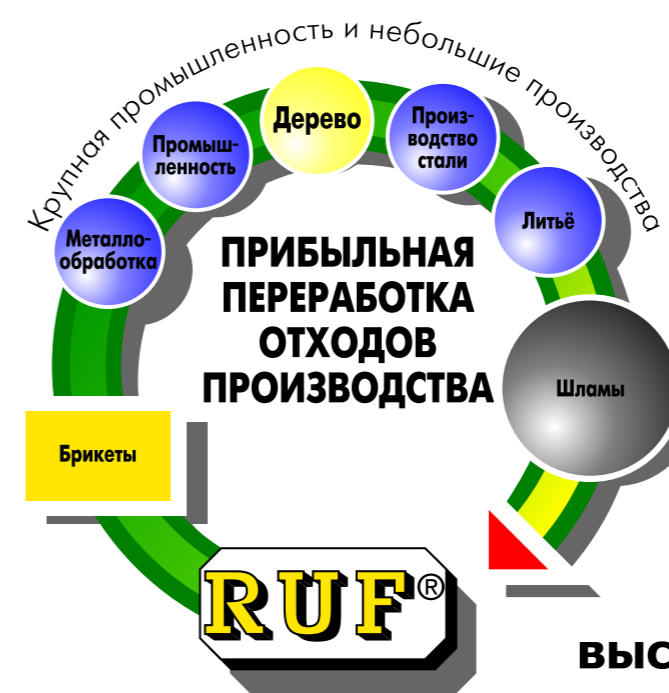 Крупная промышленность и небольшие производства
Дерево
Произ-
водство
стали
Промыш-
ленность
Литьё
Металло-
обработка
ПРИБЫЛЬНАЯ
ПЕРЕРАБОТКА
ОТХОДОВ
ПРОИЗВОДСТВА
Шламы
Брикеты
RUF®